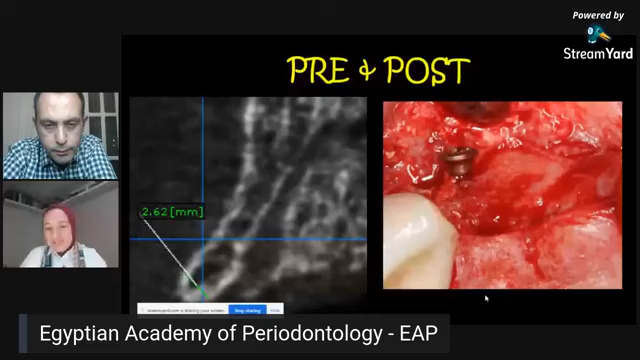 Powered by
StreamYard
PRE & POST
2.62[mm]
Stop sharing
Egyptian Academy of Periodontology - EAP